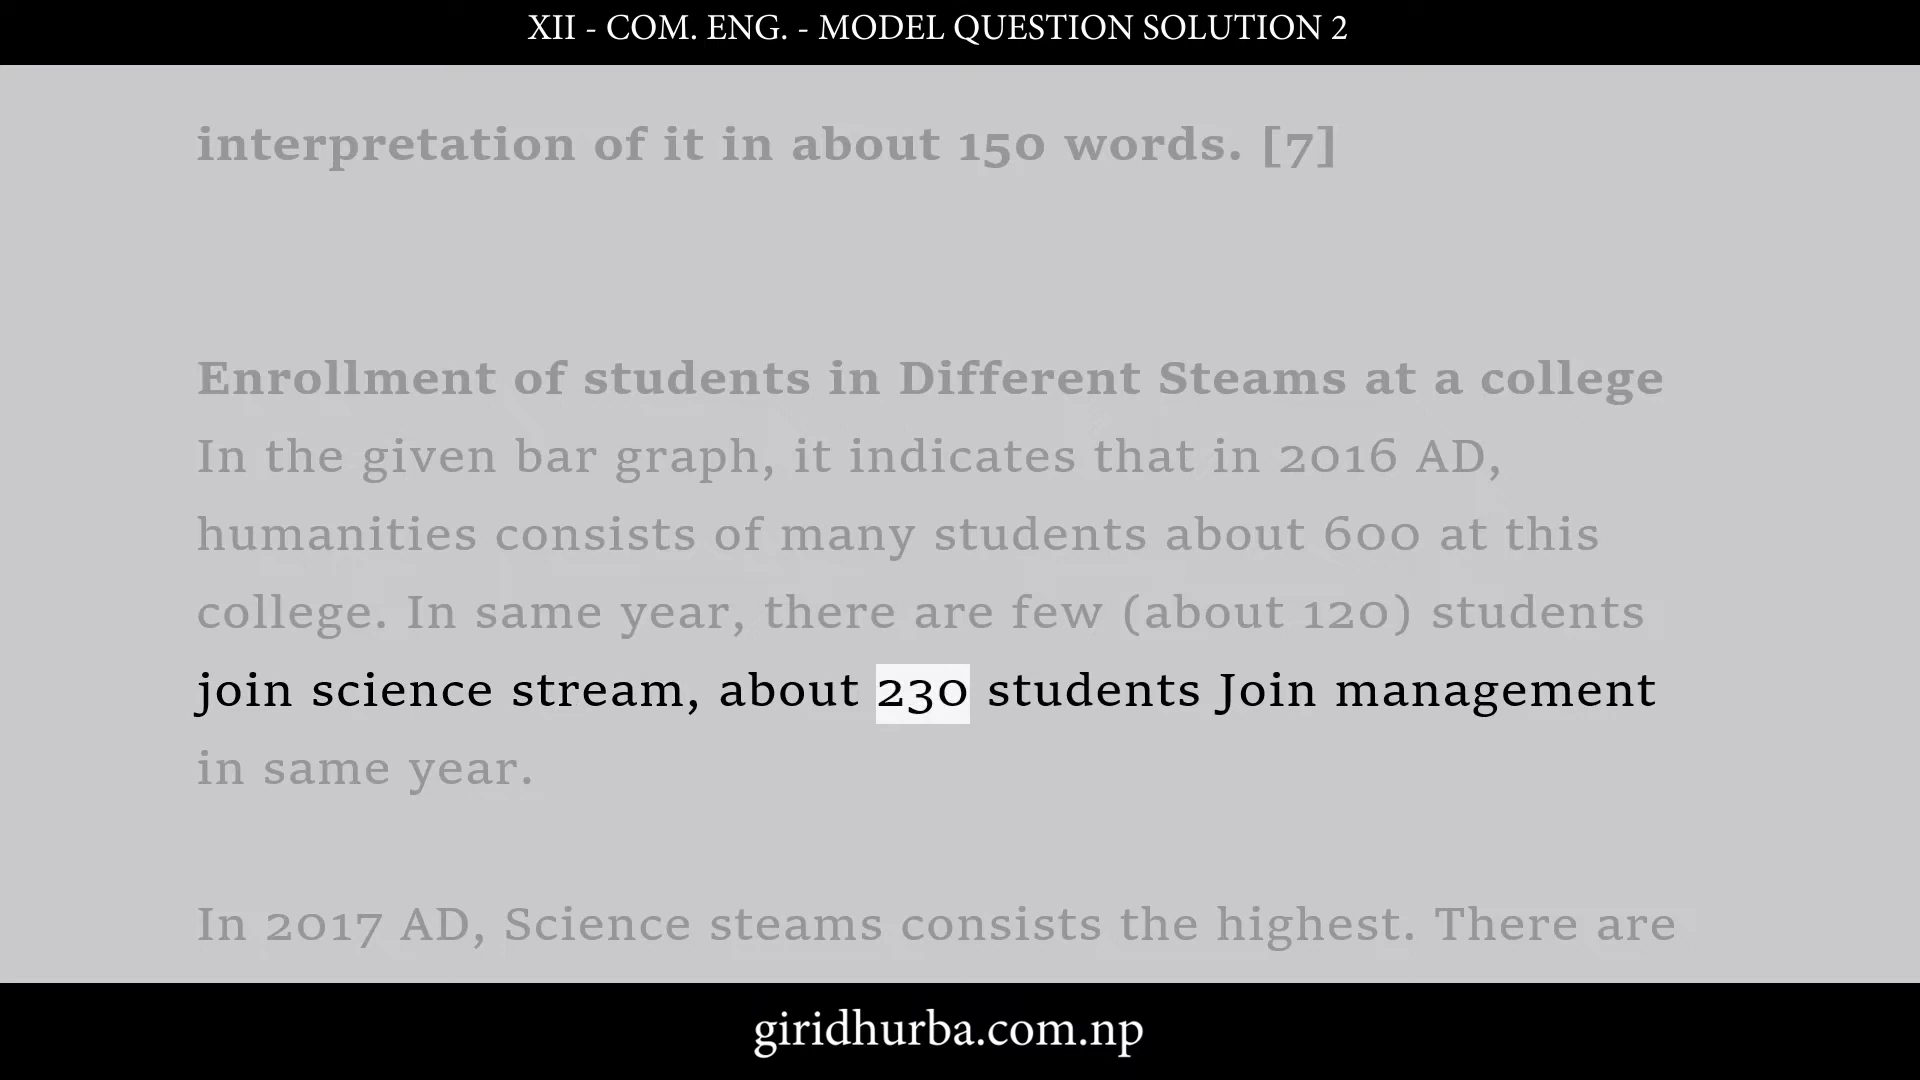 XII - COM. ENG. - MODEL QUESTION SOLUTION 2
interpretation of it in about 150 words. [7]
Enrollment of students in Different Steams at a college
In the given bar graph, it indicates that in 2016 AD,
humanities consists of many students about 600 at this
college. In same year, there are few (about 120) students
join science stream, about 230 students Join management
in same year.
In 2017 AD, Science steams consists the highest. There are
giridhurba.com.np